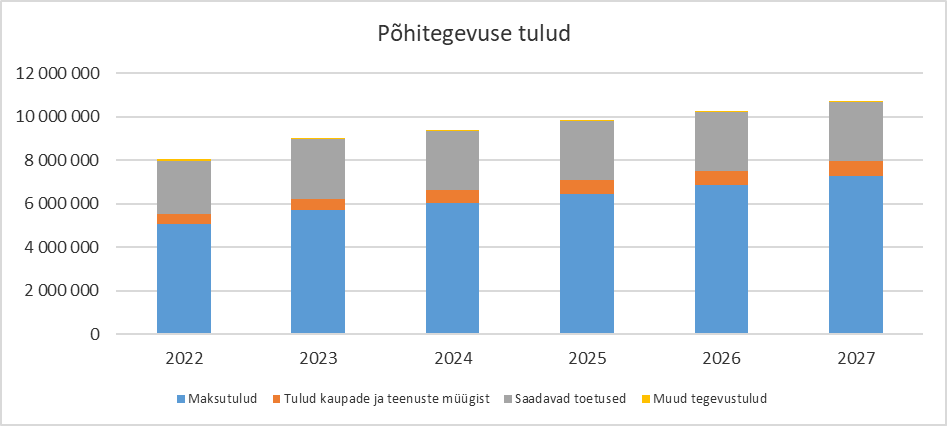 Põhitegevuse tulud
12 000 000
10 000 000
8 000 000
6 000 000
4 000 000
2 000 000
0
2022 2023 2024 2025 2026 2027
Maksutulud Tulud kaupade ja teenuste müügist Saadavad toetused Muud tegevustulud